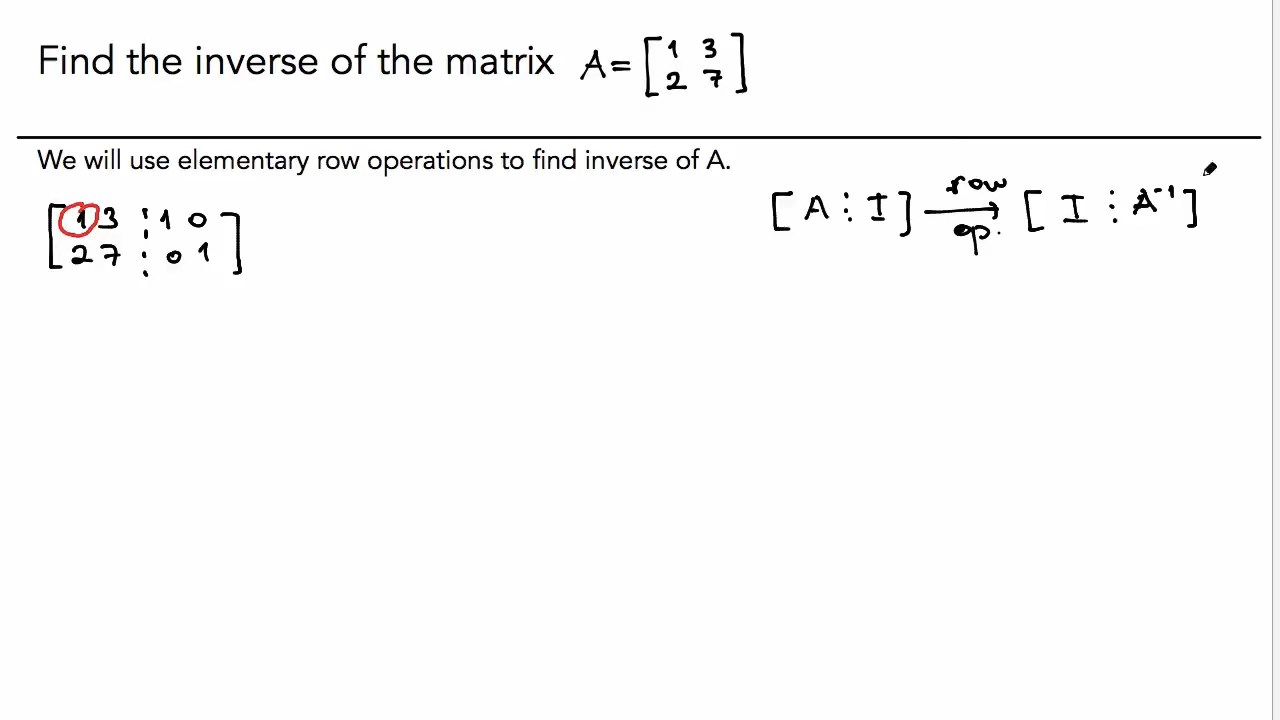 Find the inverse of the matrix A = [ 1 3
2 7 ]
We will use elementary row operations to find inverse of A.
[ A ⋮ I ] row op. → [ I ⋮ A⁻¹ ]
[ 1 3 ⋮ 1 0
2 7 ⋮ 0 1 ]